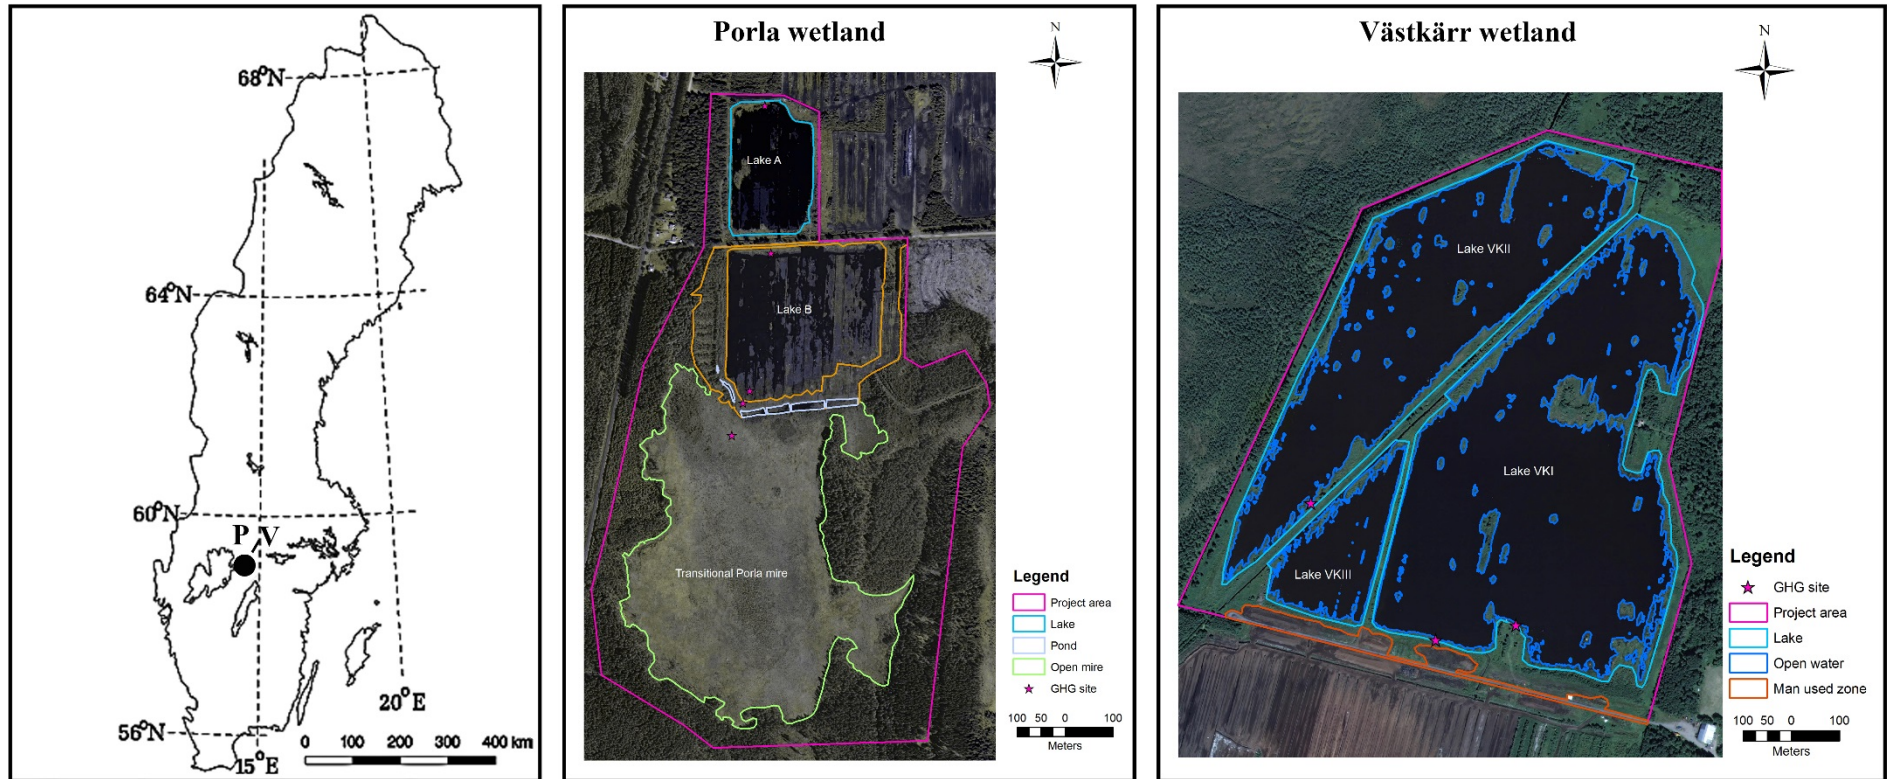 68°N
64°N
60°N
P V
56°N
15°E
20°E
0 100 200 300 400 km
Porla wetland
N
Lake A
Lake B
Transitional Porla mire
Legend
Project area
Lake
Pond
Open mire
GHG site
100 50 0 100
Meters
Västkärr wetland
N
Lake VKII
Lake VKI
Lake VKIII
Legend
GHG site
Project area
Lake
Open water
Man used zone
100 50 0 100
Meters